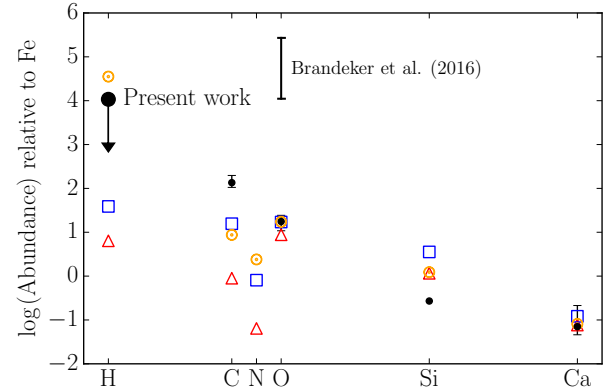 6
5
4
3
2
1
0
−1
−2
log(Abundance) relative to Fe
Brandeker et al. (2016)
Present work
H C N O Si Ca